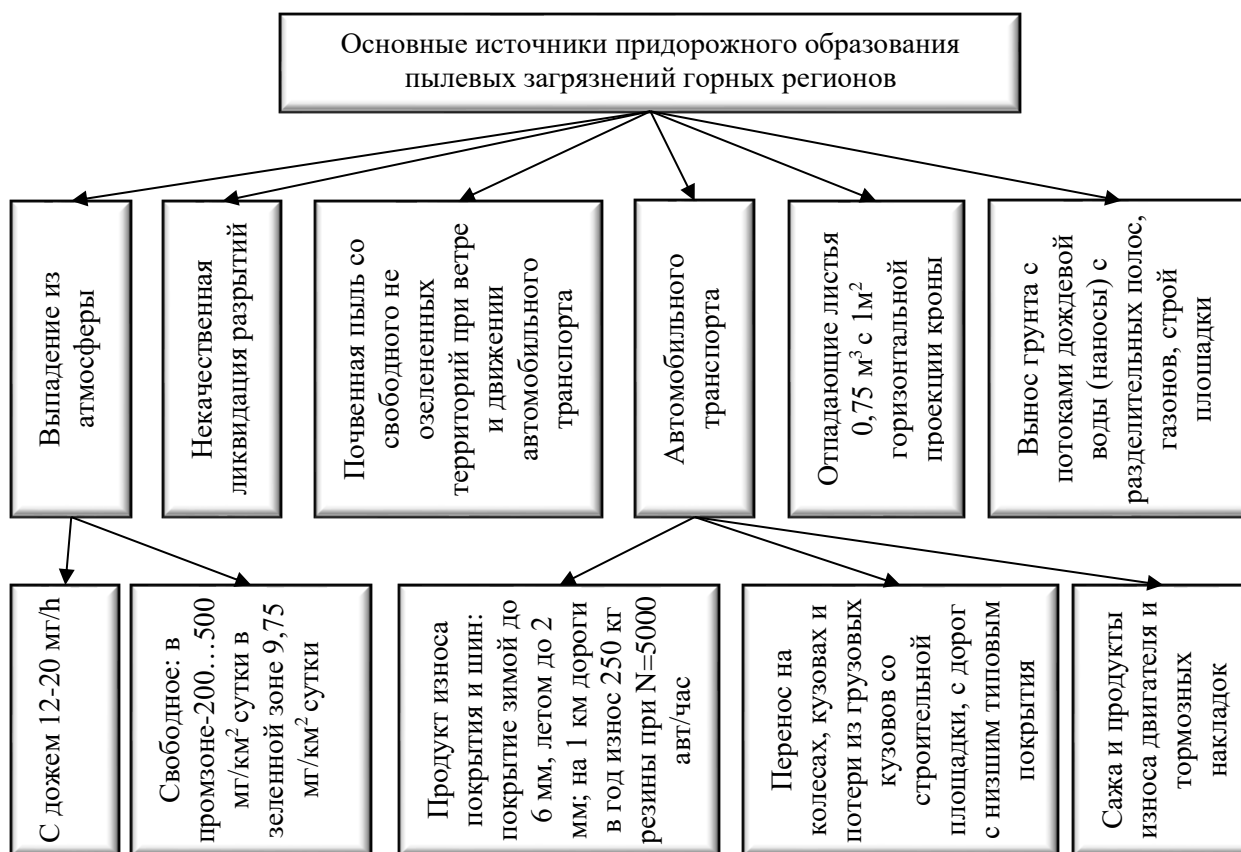 Основные источники придорожного образования
пылевых загрязнений горных регионов
Выпадение из
атмосферы
Некачественная
ликвидация разрытий
Почвенная пыль со
свободного не
озелененных
территорий при ветре
и движении
автомобильного
транспорта
Автомобильного
транспорта
Отпадающие листья
0,75 м³ с 1м²
горизонтальной
проекции кроны
Вынос грунта с
потоками дождевой
воды (наносы) с
разделительных полос,
газонов, строй
плошадки
С дожем 12-20 мг/h
Свободное: в
промзоне-200…500
мг/км² сутки в
зеленной зоне 9,75
мг/км² сутки
Продукт износа
покрытия и шин:
покрытие зимой до
6 мм, летом до 2
мм; на 1 км дороги
в год износ 250 кг
резины при N=5000
авт/час
Перенос на
колесах, кузовах и
потери из грузовых
кузовов со
строительной
площадки, с дорог
с низшим типовым
покрытия
Сажа и продукты
износа двигателя и
тормозных
накладок